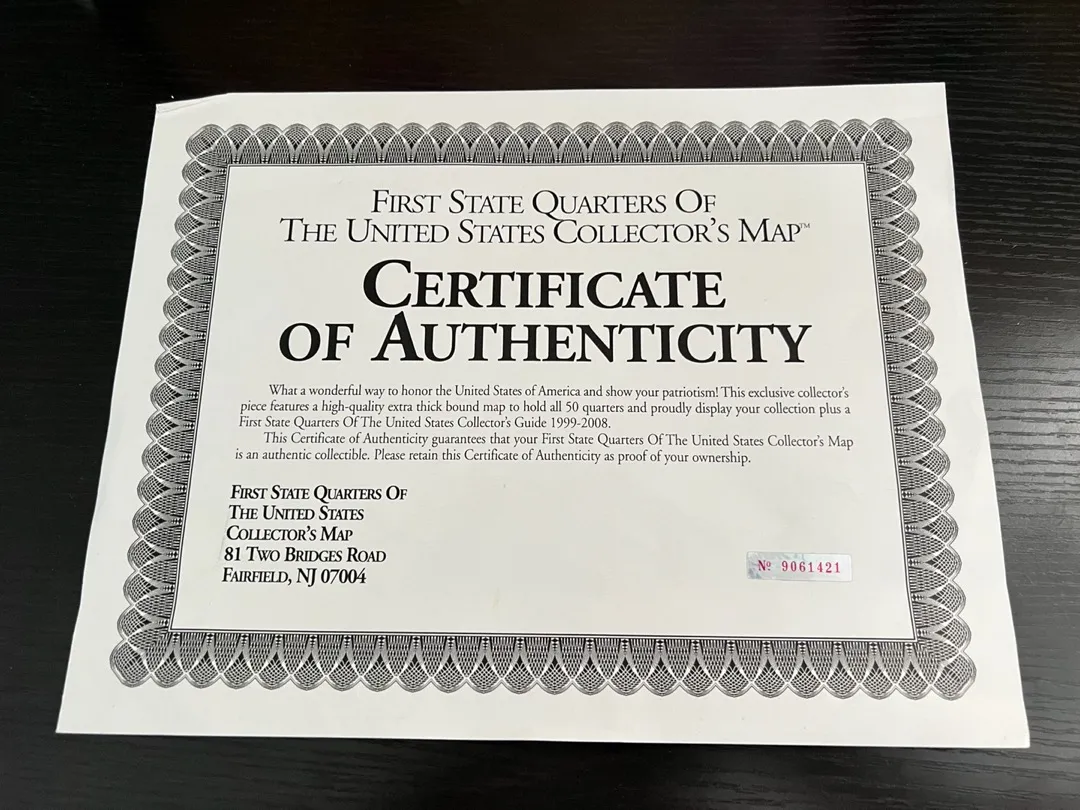 First State Quarters Of
The United States Collector's Map™
Certificate
of Authenticity
What a wonderful way to honor the United States of America and show your patriotism! This exclusive collector's
piece features a high-quality extra thick bound map to hold all 50 quarters and proudly display your collection plus a
First State Quarters Of The United States Collector's Guide 1999-2008.
This Certificate of Authenticity guarantees that your First State Quarters Of The United States Collector's Map
is an authentic collectible. Please retain this Certificate of Authenticity as proof of your ownership.
First State Quarters Of
The United States
Collector's Map
81 Two Bridges Road
Fairfield, NJ 07004
Nº 9061421